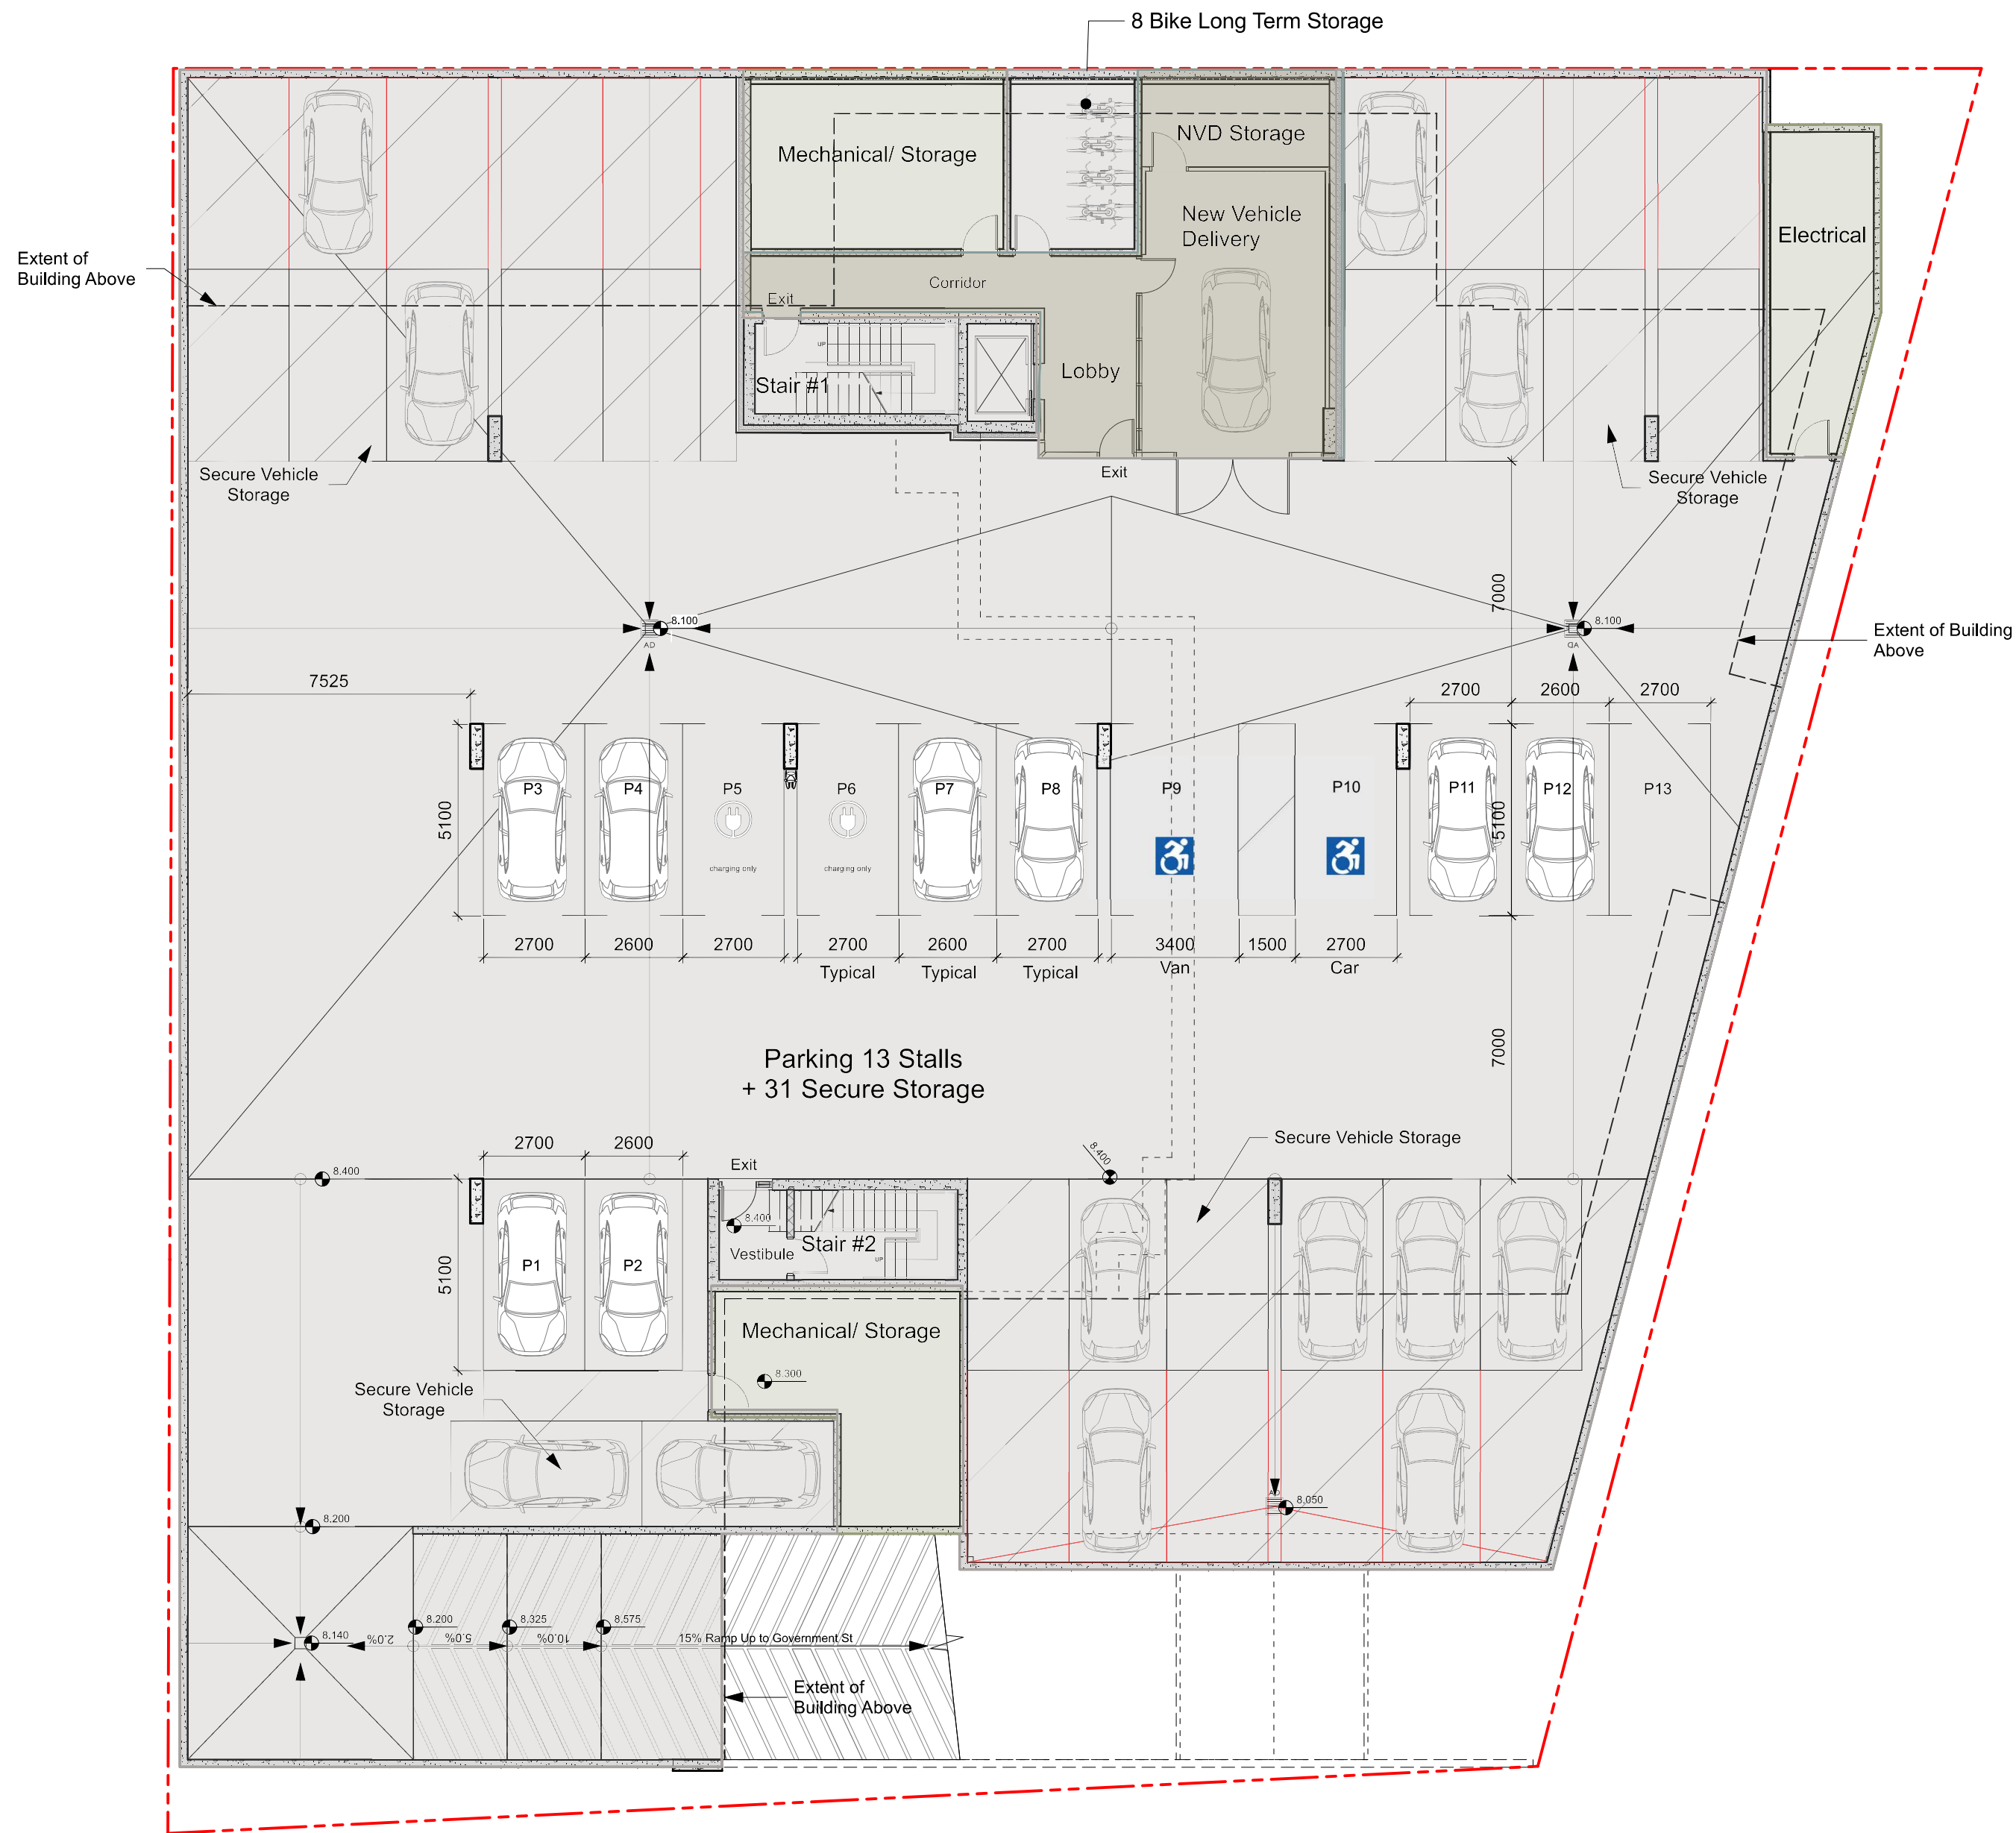 8 Bike Long Term Storage
Mechanical/ Storage
NVD Storage
New Vehicle
Delivery
Electrical
Extent of
Building Above
Corridor
Exit
UP
Stair #1
Lobby
Exit
Secure Vehicle
Storage
Secure Vehicle
Storage
7000
8.100
AD
8.100
AD
Extent of Building
Above
7525
2700
2600
2700
5100
P3
P4
P5
charging only
P6
charging only
P7
P8
P9
P10
P11
5100
P12
P13
2700
2600
2700
2700
Typical
2600
Typical
2700
Typical
3400
Van
1500
2700
Car
7000
Parking 13 Stalls
+ 31 Secure Storage
2700
2600
Exit
8.400
8.400
Secure Vehicle Storage
5100
P1
P2
8.400
Vestibule
Stair #2
UP
Mechanical/ Storage
8.300
Secure Vehicle
Storage
AD
8.050
8.200
8.140
2.0%
8.200
5.0%
8.325
10.0%
8.575
15% Ramp Up to Government St
Extent of
Building Above